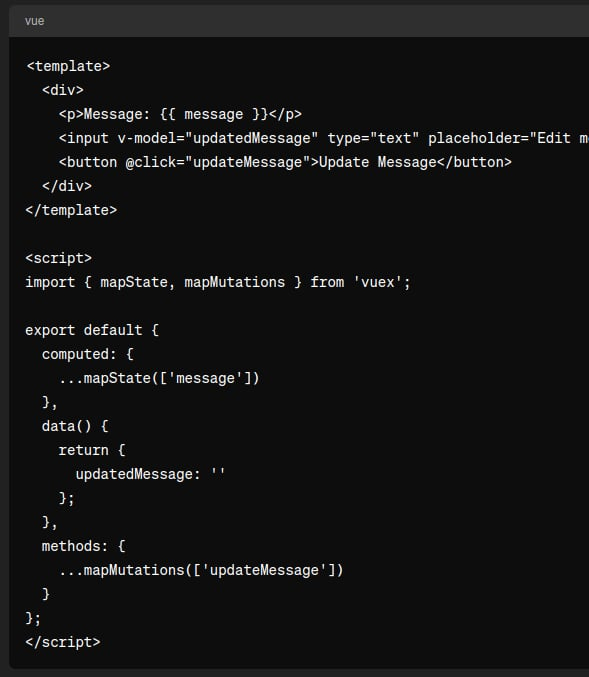 vue
<template>
<div>
<p>Message: {{ message }}</p>
<input v-model="updatedMessage" type="text" placeholder="Edit
<button @click="updateMessage">Update Message</button>
</div>
</template>
<script>
import { mapState, mapMutations } from 'vuex';
export default {
computed: {
...mapState(['message'])
},
data() {
return {
updatedMessage: ''
};
},
methods: {
...mapMutations(['updateMessage'])
}
};
</script>